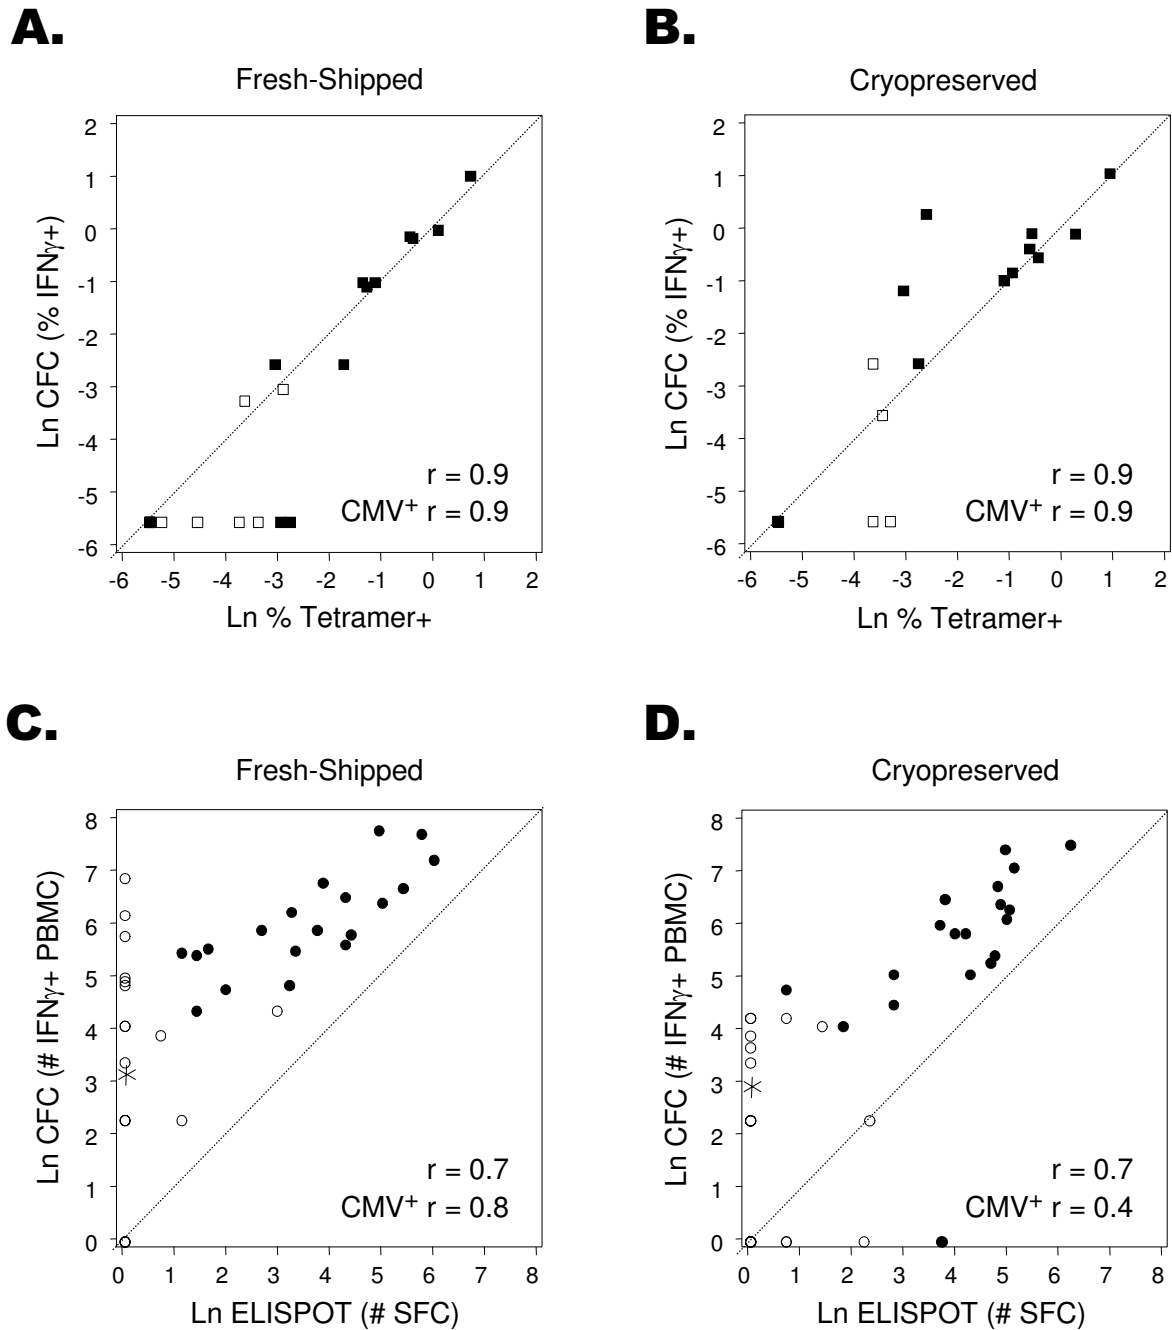 A.
Fresh-Shipped
2
1
0
-1
-2
-3
-4
-5
-6
Ln CFC (% IFNγ+)
r = 0.9
CMV⁺ r = 0.9
-6 -5 -4 -3 -2 -1 0 1 2
Ln % Tetramer+
B.
Cryopreserved
2
1
0
-1
-2
-3
-4
-5
-6
Ln CFC (% IFNγ+)
r = 0.9
CMV⁺ r = 0.9
-6 -5 -4 -3 -2 -1 0 1 2
Ln % Tetramer+
C.
Fresh-Shipped
8
7
6
5
4
3
2
1
0
Ln CFC (# IFNγ+ PBMC)
r = 0.7
CMV⁺ r = 0.8
0 1 2 3 4 5 6 7 8
Ln ELISPOT (# SFC)
D.
Cryopreserved
8
7
6
5
4
3
2
1
0
Ln CFC (# IFNγ+ PBMC)
r = 0.7
CMV⁺ r = 0.4
0 1 2 3 4 5 6 7 8
Ln ELISPOT (# SFC)